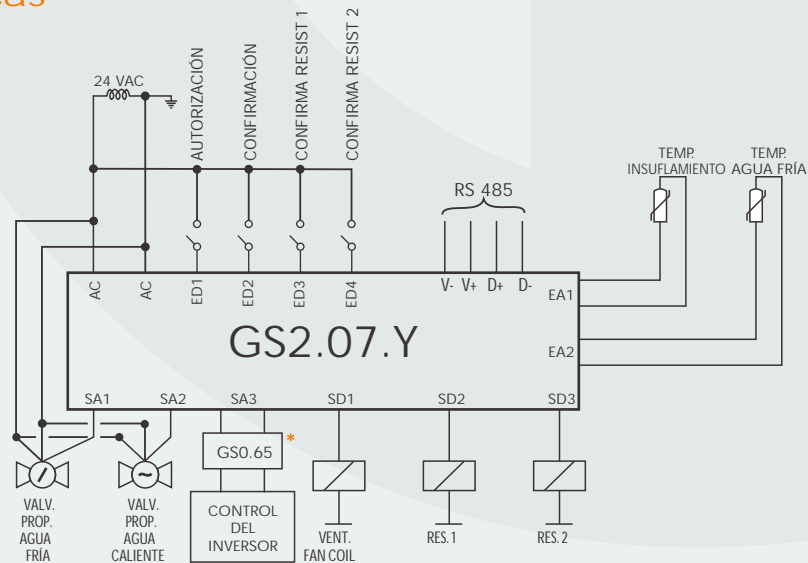 24 VAC
AUTORIZACIÓN
CONFIRMACIÓN
CONFIRMA RESIST 1
CONFIRMA RESIST 2
RS 485
TEMP.
INSUFLAMIENTO
TEMP.
AGUA FRÍA
AC
AC
ED1
ED2
ED3
ED4
V-
V+
D+
D-
EA1
EA2
GS2.07.Y
SA1
SA2
SA3
SD1
SD2
SD3
GS0.65
*
CONTROL
DEL
INVERSOR
VALV.
PROP.
AGUA
FRÍA
~
VALV.
PROP.
AGUA
CALIENTE
VENT.
FAN COIL
RES.1
RES.2